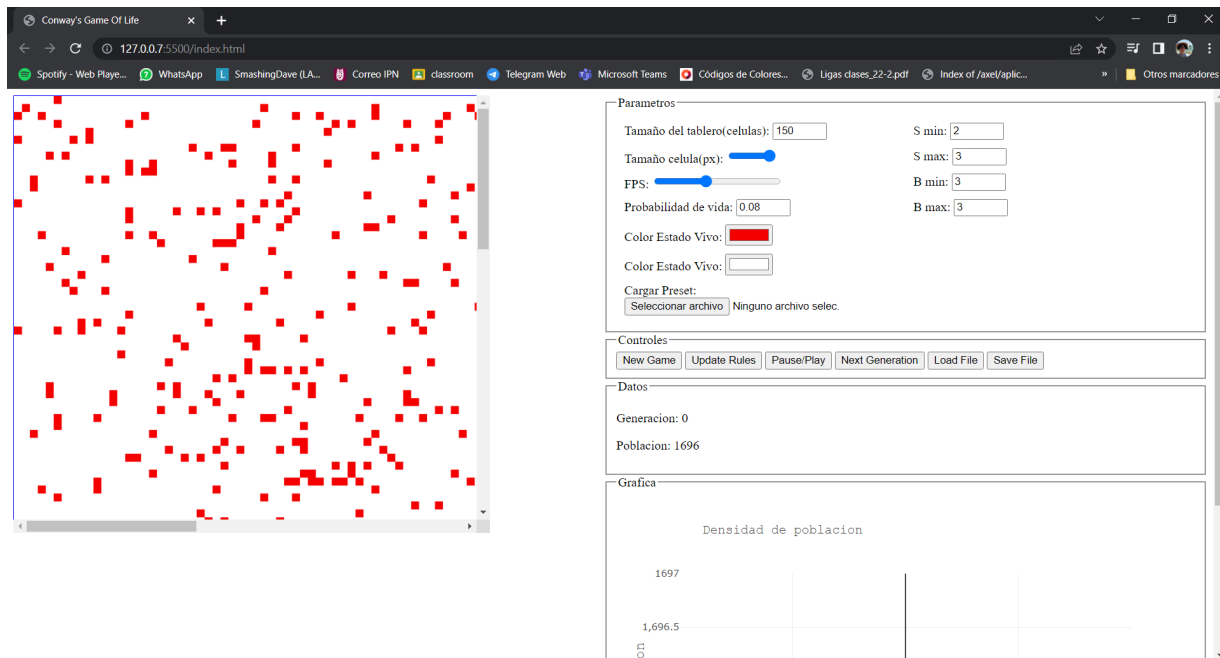 Conway's Game Of Life
127.0.0.7:5500/index.html
Spotify - Web Playe... WhatsApp L SmashingDave (LA... Correo IPN classroom Telegram Web Microsoft Teams Códigos de Colores... Ligas clases_22-2.pdf Index of /axel/aplic... » Otros marcadores
Parametros
Tamaño del tablero(celulas): 150
S min: 2
Tamaño celula(px):
S max: 3
FPS:
B min: 3
Probabilidad de vida: 0.08
B max: 3
Color Estado Vivo:
Color Estado Vivo:
Cargar Preset:
Seleccionar archivo Ninguno archivo selec.
Controles
New Game Update Rules Pause/Play Next Generation Load File Save File
Datos
Generacion: 0
Poblacion: 1696
Grafica
Densidad de poblacion
1697
1,696.5
on